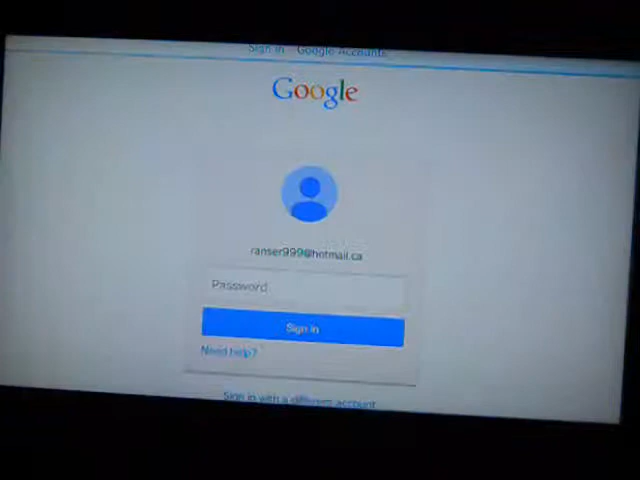 Sign in - Google Accounts
Google
ranser999@hotmail.ca
Password
Sign in
Need help?
Sign in with a different account